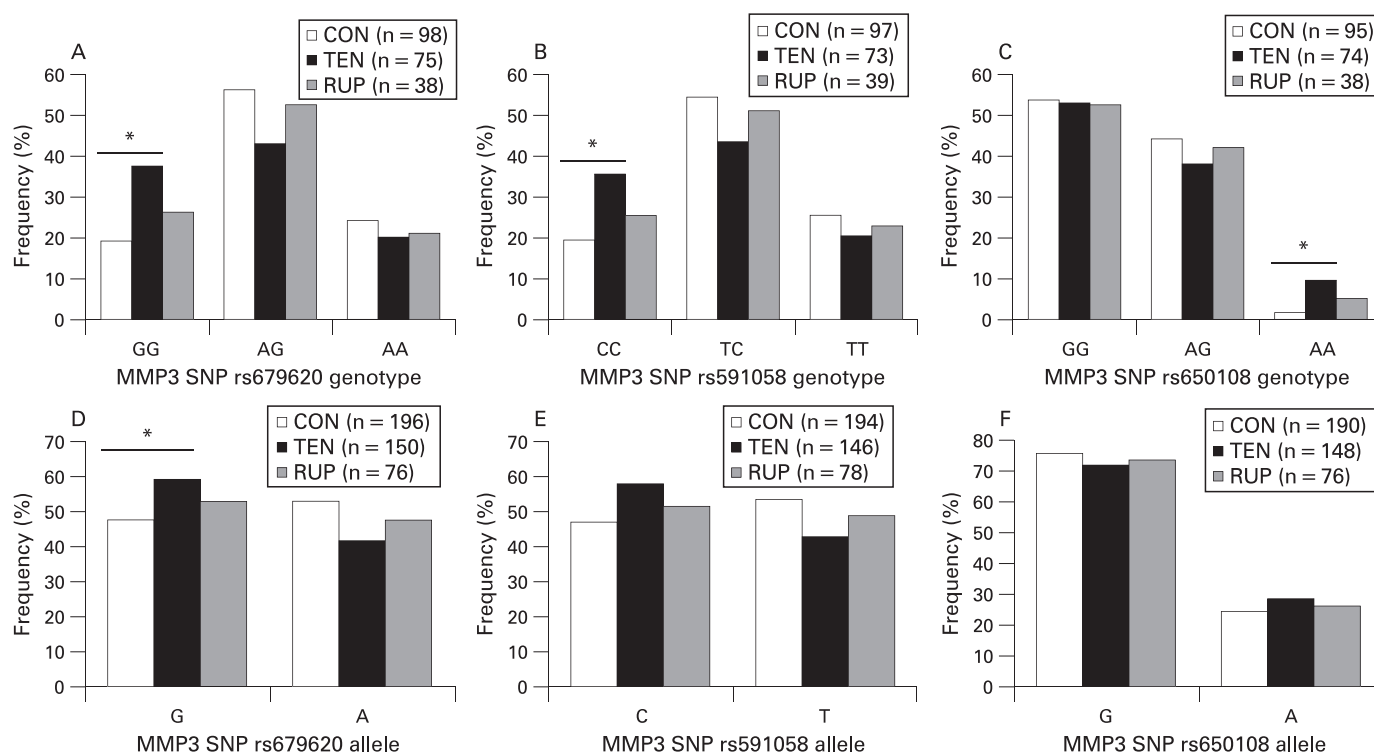 A
CON (n = 98)
TEN (n = 75)
RUP (n = 38)
*
Frequency (%)
60
50
40
30
20
10
0
GG AG AA
MMP3 SNP rs679620 genotype
B
CON (n = 97)
TEN (n = 73)
RUP (n = 39)
*
Frequency (%)
60
50
40
30
20
10
0
CC TC TT
MMP3 SNP rs591058 genotype
C
CON (n = 95)
TEN (n = 74)
RUP (n = 38)
*
Frequency (%)
60
50
40
30
20
10
0
GG AG AA
MMP3 SNP rs650108 genotype
D
CON (n = 196)
TEN (n = 150)
RUP (n = 76)
*
Frequency (%)
70
60
50
40
30
20
10
0
G A
MMP3 SNP rs679620 allele
E
CON (n = 194)
TEN (n = 146)
RUP (n = 78)
Frequency (%)
70
60
50
40
30
20
10
0
C T
MMP3 SNP rs591058 allele
F
CON (n = 190)
TEN (n = 148)
RUP (n = 76)
Frequency (%)
80
70
60
50
40
30
20
10
0
G A
MMP3 SNP rs650108 allele